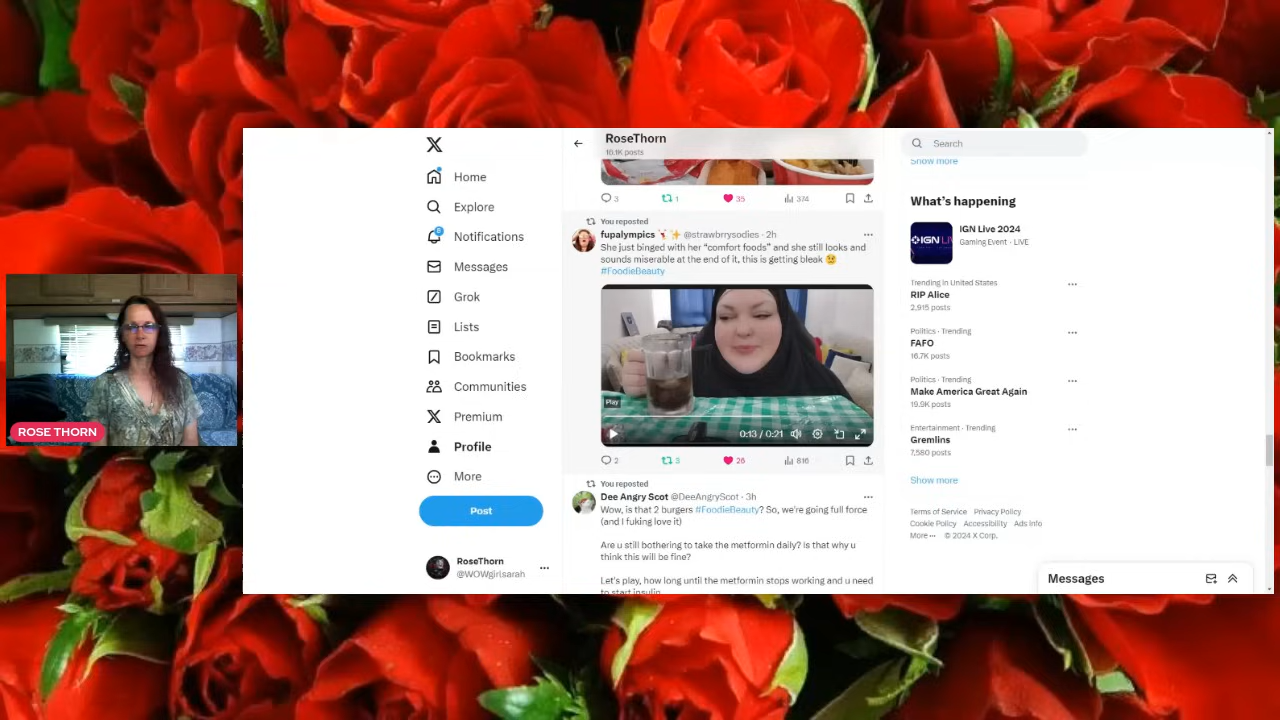 RoseThorn
16.1K posts
Search
Show more
Home
Explore
Notifications
Messages
Grok
Lists
Bookmarks
Communities
Premium
Profile
More
Post
RoseThorn
@WOWgirlsarah
3
1
35
374
You reposted
fupalympics @strawbrrysodies · 2h
She just binged with her “comfort foods” and she still looks and
sounds miserable at the end of it, this is getting bleak
#FoodieBeauty
Play
0:13 / 0:21
2
3
26
816
You reposted
Dee Angry Scot @DeeAngryScot · 3h
Wow, is that 2 burgers #FoodieBeauty? So, we're going full force
(and I fuking love it)
Are u still bothering to take the metformin daily? Is that why u
think this will be fine?
Let's play, how long until the metformin stops working and u need
to start insulin
What’s happening
IGN Live 2024
Gaming Event · LIVE
Trending in United States
RIP Alice
2,915 posts
Politics · Trending
FAFO
16.7K posts
Politics · Trending
Make America Great Again
19.9K posts
Entertainment · Trending
Gremlins
7,580 posts
Show more
Terms of Service Privacy Policy
Cookie Policy Accessibility Ads info
More ··· © 2024 X Corp.
Messages
ROSE THORN